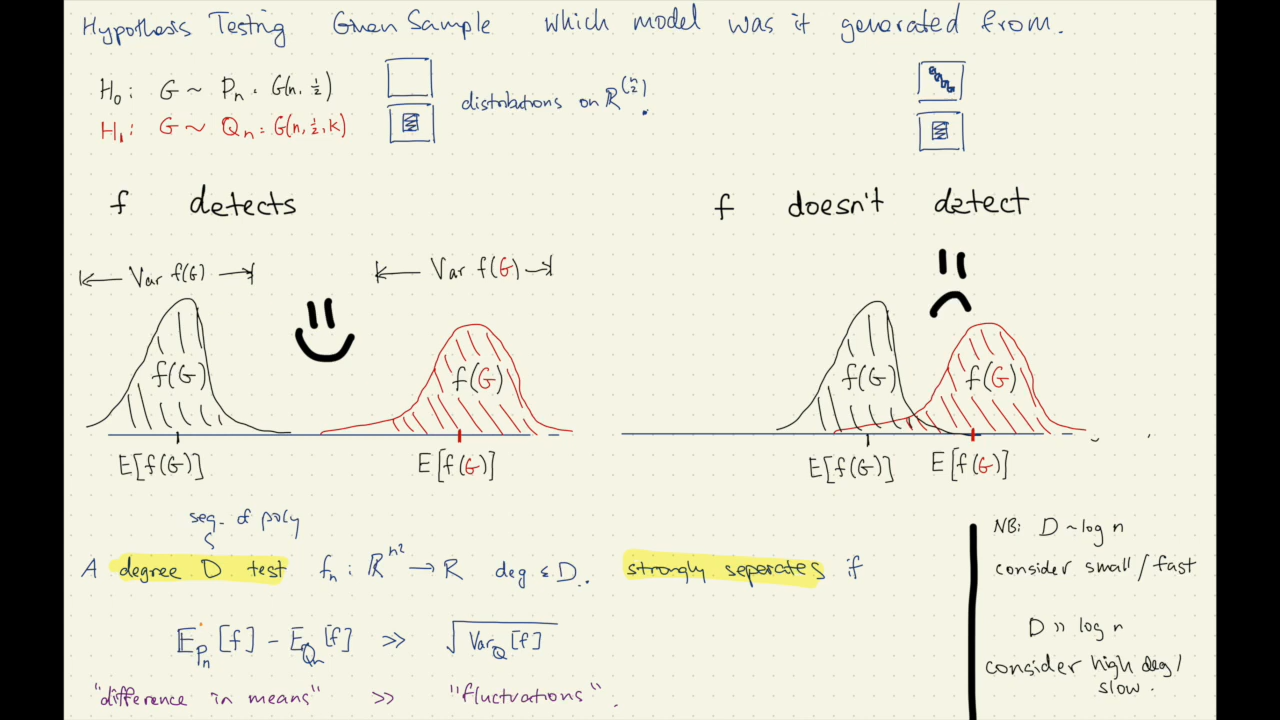 Hypothesis Testing Given Sample which model was it generated from.
H₀: G ~ Pₙ = G(n, ½)
H₁: G ~ Qₙ = G(n, ½, k)
distributions on ℝ^(n 2).
f detects
f doesn't detect
Var f(G)
Var f(G)
f(G)
f(G)
E[f(G)]
E[f(G)]
f(G)
f(G)
E[f(G)]
E[f(G)]
seq. of poly
A degree D test fₙ : ℝ^n² → ℝ deg ≤ D. strongly seperates if
E_Pₙ[f] - E_Qₙ[f] >> √Var_Q[f]
"difference in means" >> "fluctuations".
NB: D ~ log n
consider small/fast
D >> log n
consider high deg/
slow.